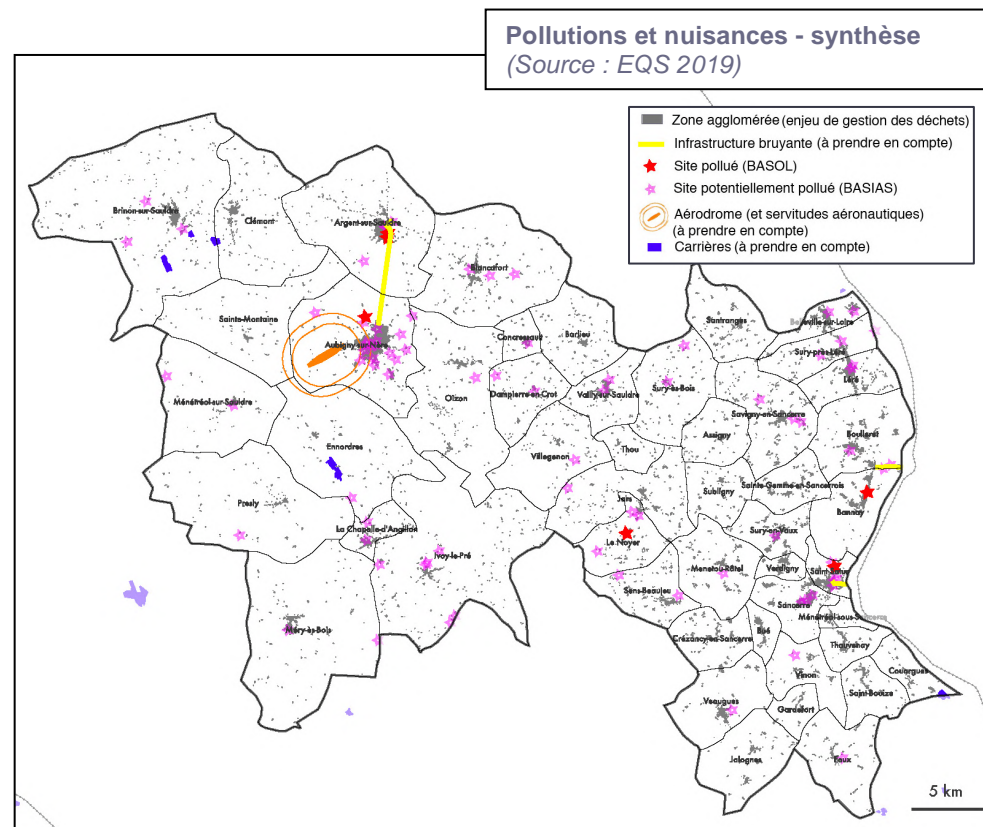 Pollutions et nuisances - synthèse
(Source : EQS 2019)
Zone agglomérée (enjeu de gestion des déchets)
Infrastructure bruyante (à prendre en compte)
Site pollué (BASOL)
Site potentiellement pollué (BASIAS)
Aérodrome (et servitudes aéronautiques)
(à prendre en compte)
Carrières (à prendre en compte)
Brinon-sur-Sauldre
Clémont
Argent-sur-Sauldre
Blancafort
Sainte-Montaine
Aubigny-sur-Nère
Concressault
Barlieu
Santranges
Belleville-sur-Loire
Sury-près-Léré
Léré
Ménétréol-sur-Sauldre
Oizon
Dampierre-en-Crot
Vailly-sur-Sauldre
Sury-ès-Bois
Savigny-en-Sancerre
Assigny
Boulleret
Ennordres
Villegenon
Thou
Subligny
Sainte-Gemme-en-Sancerrois
Presly
Jars
Bannay
La Chapelle-d'Angillon
Ivoy-le-Pré
Le Noyer
Sury-en-Vaux
Menetou-Râtel
Verdigny
Saint-Satur
Sens-Beaujeu
Sancerre
Ménétréol-sous-Sancerre
Méry-ès-Bois
Crézancy-en-Sancerre
Bué
Thauvenay
Vinon
Couargues
Saint-Bouize
Veaugues
Gardefort
Jalognes
Feux
5 km